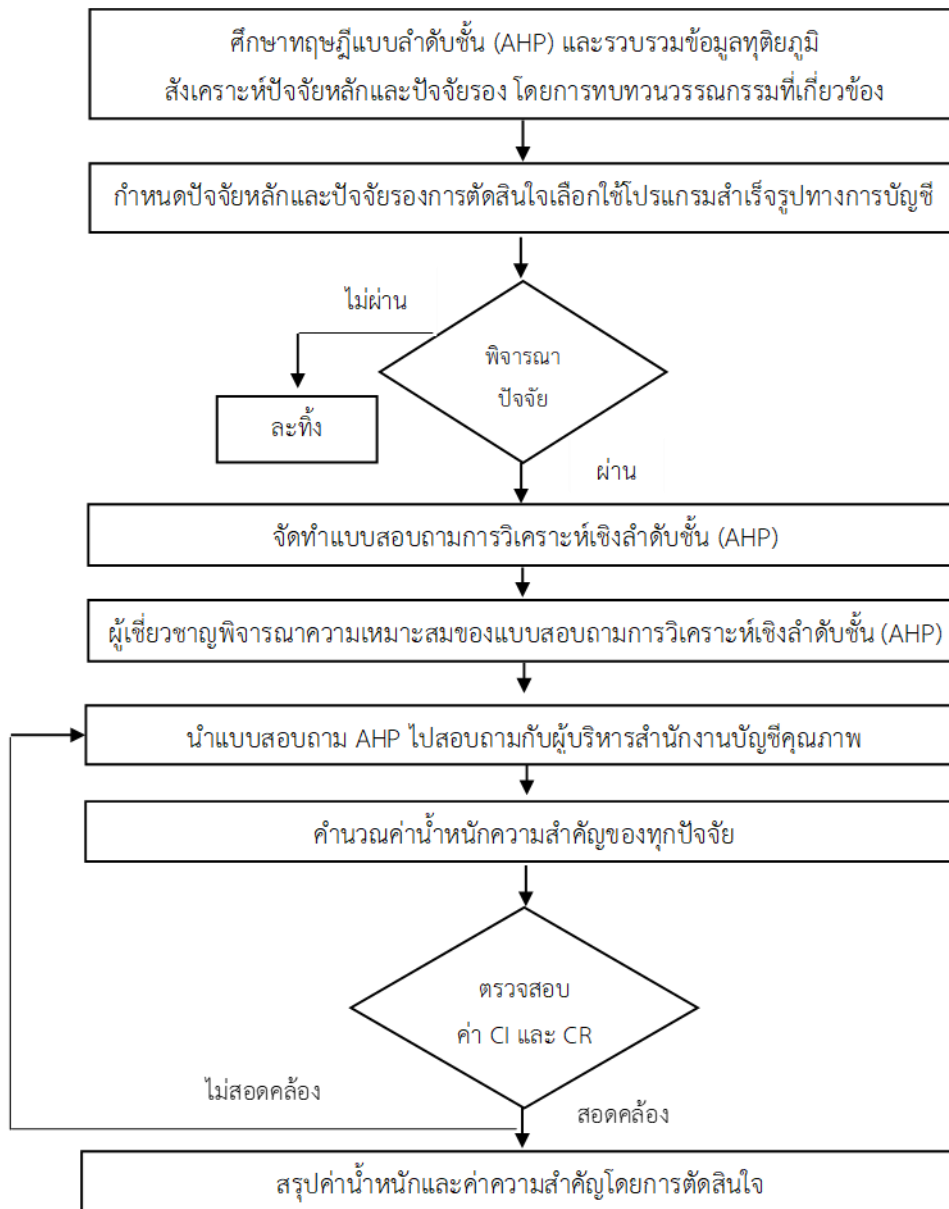 ศึกษาทฤษฎีแบบลำดับชั้น (AHP) และรวบรวมข้อมูลทุติยภูมิ
สังเคราะห์ปัจจัยหลักและปัจจัยรอง โดยการทบทวนวรรณกรรมที่เกี่ยวข้อง
กำหนดปัจจัยหลักและปัจจัยรองการตัดสินใจเลือกใช้โปรแกรมสำเร็จรูปทางการบัญชี
ไม่ผ่าน
พิจารณา
ปัจจัย
ละทิ้ง
ผ่าน
จัดทำแบบสอบถามการวิเคราะห์เชิงลำดับชั้น (AHP)
ผู้เชี่ยวชาญพิจารณาความเหมาะสมของแบบสอบถามการวิเคราะห์เชิงลำดับชั้น (AHP)
นำแบบสอบถาม AHP ไปสอบถามกับผู้บริหารสำนักงานบัญชีคุณภาพ
คำนวณค่าน้ำหนักความสำคัญของทุกปัจจัย
ตรวจสอบ
ค่า CI และ CR
ไม่สอดคล้อง
สอดคล้อง
สรุปค่าน้ำหนักและค่าความสำคัญโดยการตัดสินใจ